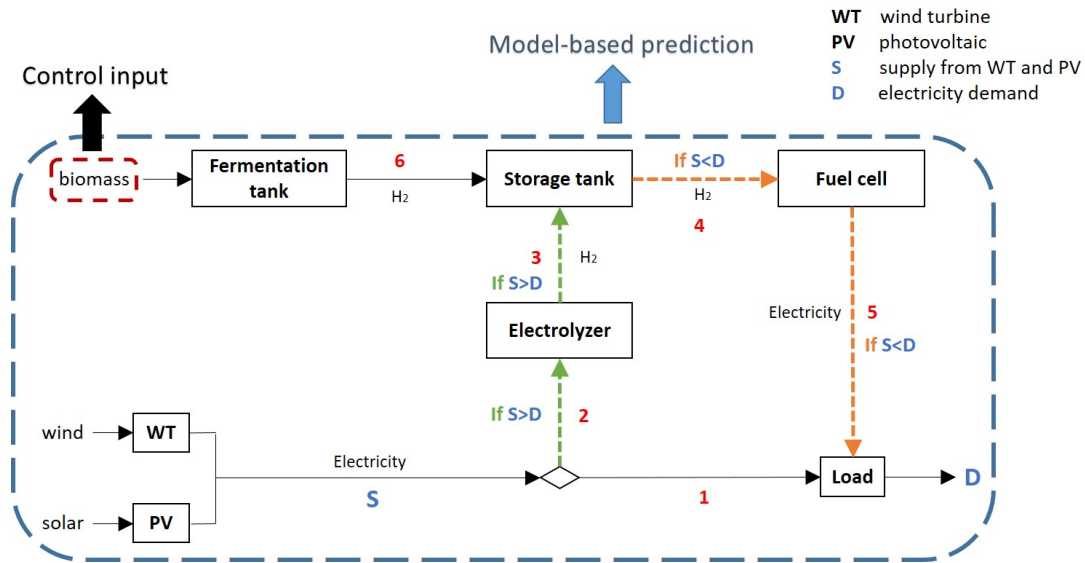 WT wind turbine
PV photovoltaic
S supply from WT and PV
D electricity demand
Model-based prediction
Control input
biomass
Fermentation
tank
6
H2
Storage tank
If S<D
H2
4
Fuel cell
3
H2
If S>D
Electrolyzer
Electricity
5
If S<D
If S>D
2
wind
WT
Electricity
S
1
Load
D
solar
PV